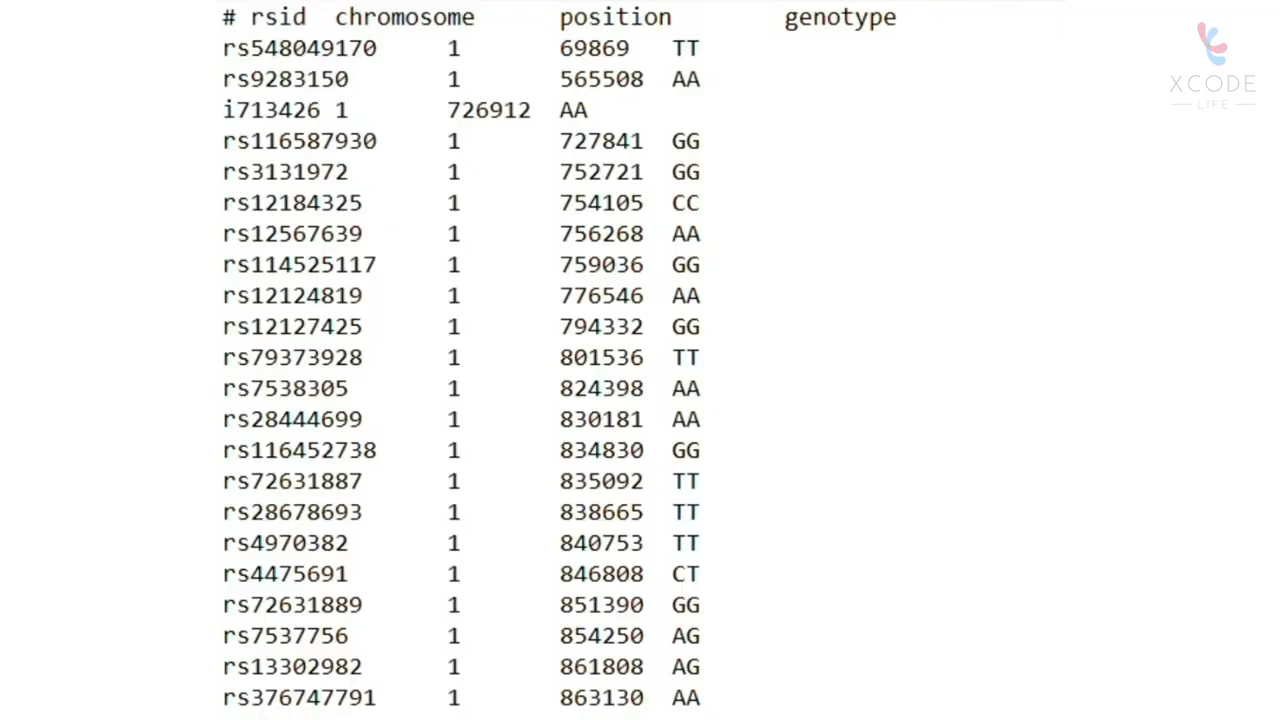 # rsid chromosome position genotype
rs548049170 1 69869 TT
rs9283150 1 565508 AA
i713426 1 726912 AA
rs116587930 1 727841 GG
rs3131972 1 752721 GG
rs12184325 1 754105 CC
rs12567639 1 756268 AA
rs114525117 1 759036 GG
rs12124819 1 776546 AA
rs12127425 1 794332 GG
rs79373928 1 801536 TT
rs7538305 1 824398 AA
rs28444699 1 830181 AA
rs116452738 1 834830 GG
rs72631887 1 835092 TT
rs28678693 1 838665 TT
rs4970382 1 840753 TT
rs4475691 1 846808 CT
rs72631889 1 851390 GG
rs7537756 1 854250 AG
rs13302982 1 861808 AG
rs376747791 1 863130 AA
XCODE
LIFE